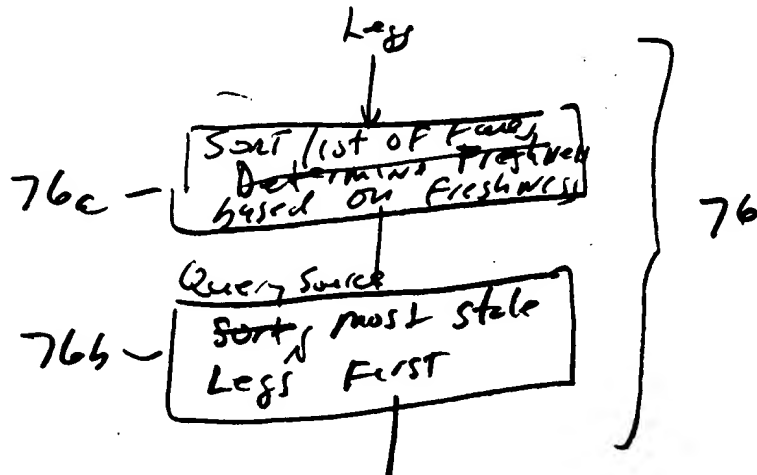 Legs
Sort list of Fares
Determine Freshness
based on Freshness
76a
76
Query Source
Sort most stale
Legs First
76b